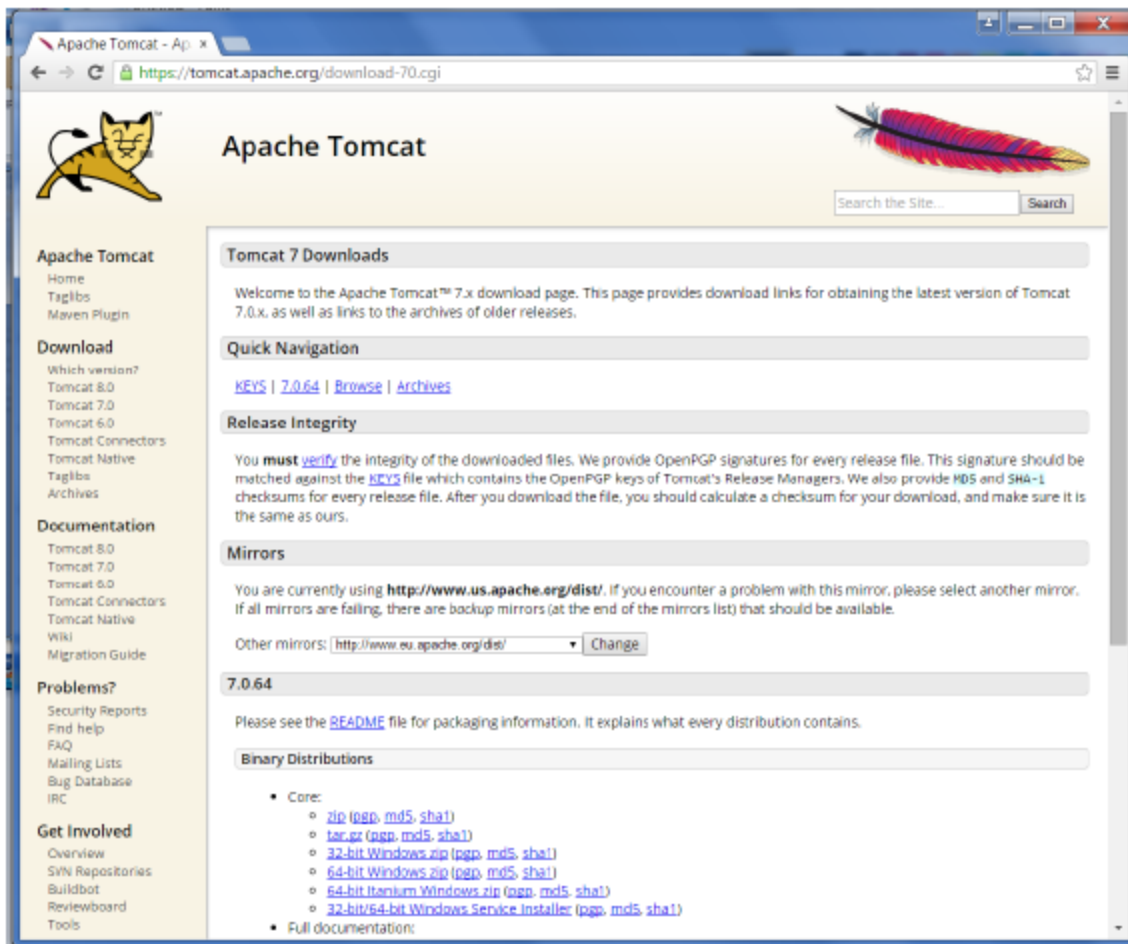 Apache Tomcat - Ap
https://tomcat.apache.org/download-70.cgi
Apache Tomcat
Search the Site...
Search
Apache Tomcat
Home
Taglibs
Maven Plugin
Download
Which version?
Tomcat 8.0
Tomcat 7.0
Tomcat 6.0
Tomcat Connectors
Tomcat Native
Taglibs
Archives
Documentation
Tomcat 8.0
Tomcat 7.0
Tomcat 6.0
Tomcat Connectors
Tomcat Native
Wiki
Migration Guide
Problems?
Security Reports
Find help
FAQ
Mailing Lists
Bug Database
IRC
Get Involved
Overview
SVN Repositories
Buildbot
Reviewboard
Tools
Tomcat 7 Downloads
Welcome to the Apache Tomcat™ 7.x download page. This page provides download links for obtaining the latest version of Tomcat
7.0.x, as well as links to the archives of older releases.
Quick Navigation
KEYS | 7.0.64 | Browse | Archives
Release Integrity
You must verify the integrity of the downloaded files. We provide OpenPGP signatures for every release file. This signature should be
matched against the KEYS file which contains the OpenPGP keys of Tomcat's Release Managers. We also provide MD5 and SHA-1
checksums for every release file. After you download the file, you should calculate a checksum for your download, and make sure it is
the same as ours.
Mirrors
You are currently using http://www.us.apache.org/dist/. If you encounter a problem with this mirror, please select another mirror.
If all mirrors are failing, there are backup mirrors (at the end of the mirrors list) that should be available.
Other mirrors: http://www.eu.apache.org/dist/ Change
7.0.64
Please see the README file for packaging information. It explains what every distribution contains.
Binary Distributions
• Core:
○ zip (pgp, md5, sha1)
○ tar.gz (pgp, md5, sha1)
○ 32-bit Windows zip (pgp, md5, sha1)
○ 64-bit Windows zip (pgp, md5, sha1)
○ 64-bit Itanium Windows zip (pgp, md5, sha1)
○ 32-bit/64-bit Windows Service Installer (pgp, md5, sha1)
• Full documentation: